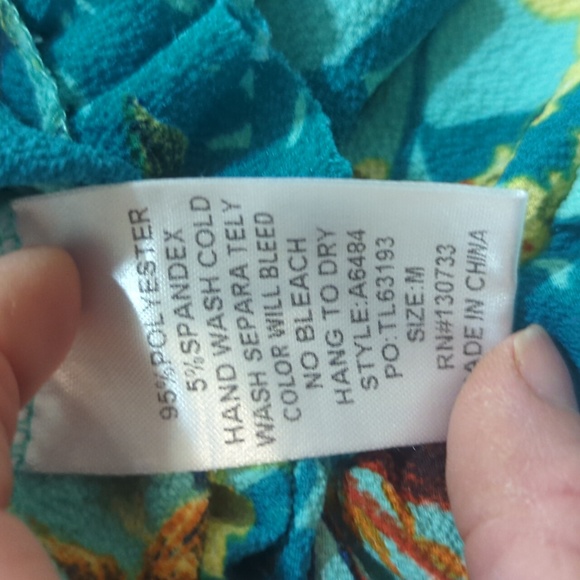 95%POLYESTER
5%SPANDEX
HAND WASH COLD
WASH SEPARA TELY
COLOR WILL BLEED
NO BLEACH
HANG TO DRY
STYLE:A6484
PO:TL63193
SIZE:M
RN#130733
ADE IN CHINA